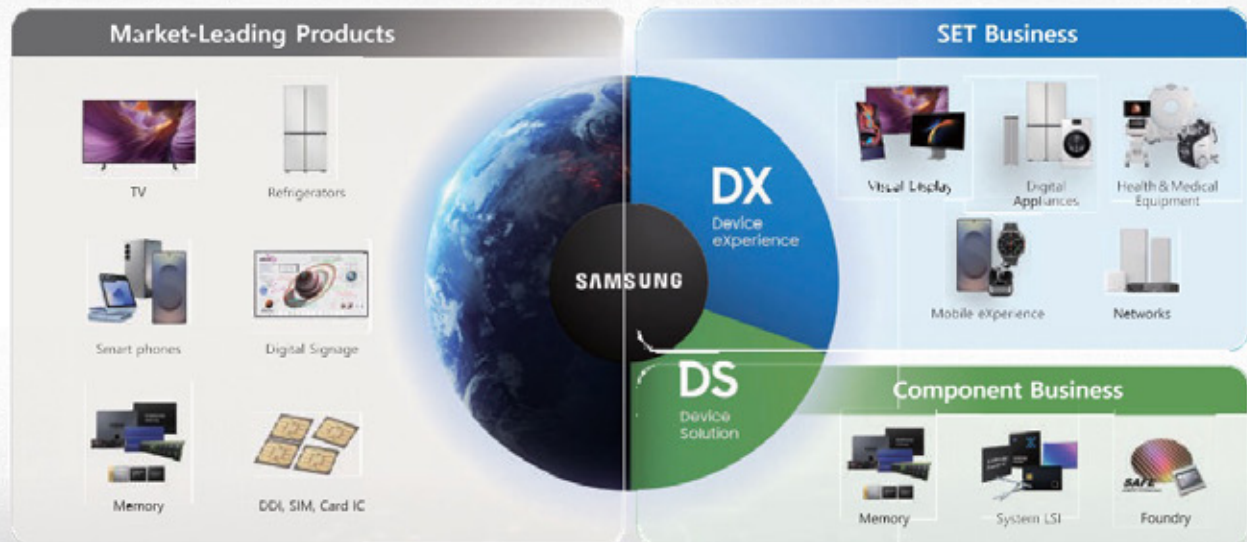 Market-Leading Products
TV
Refrigerators
Smart phones
Digital Signage
Memory
DDI, SIM, Card IC
SAMSUNG
DX
Device
eXperience
DS
Device
Solution
SET Business
Visual Display
Digital
Appliances
Health & Medical
Equipment
Mobile eXperience
Networks
Component Business
Memory
System LSI
SAFE
Foundry